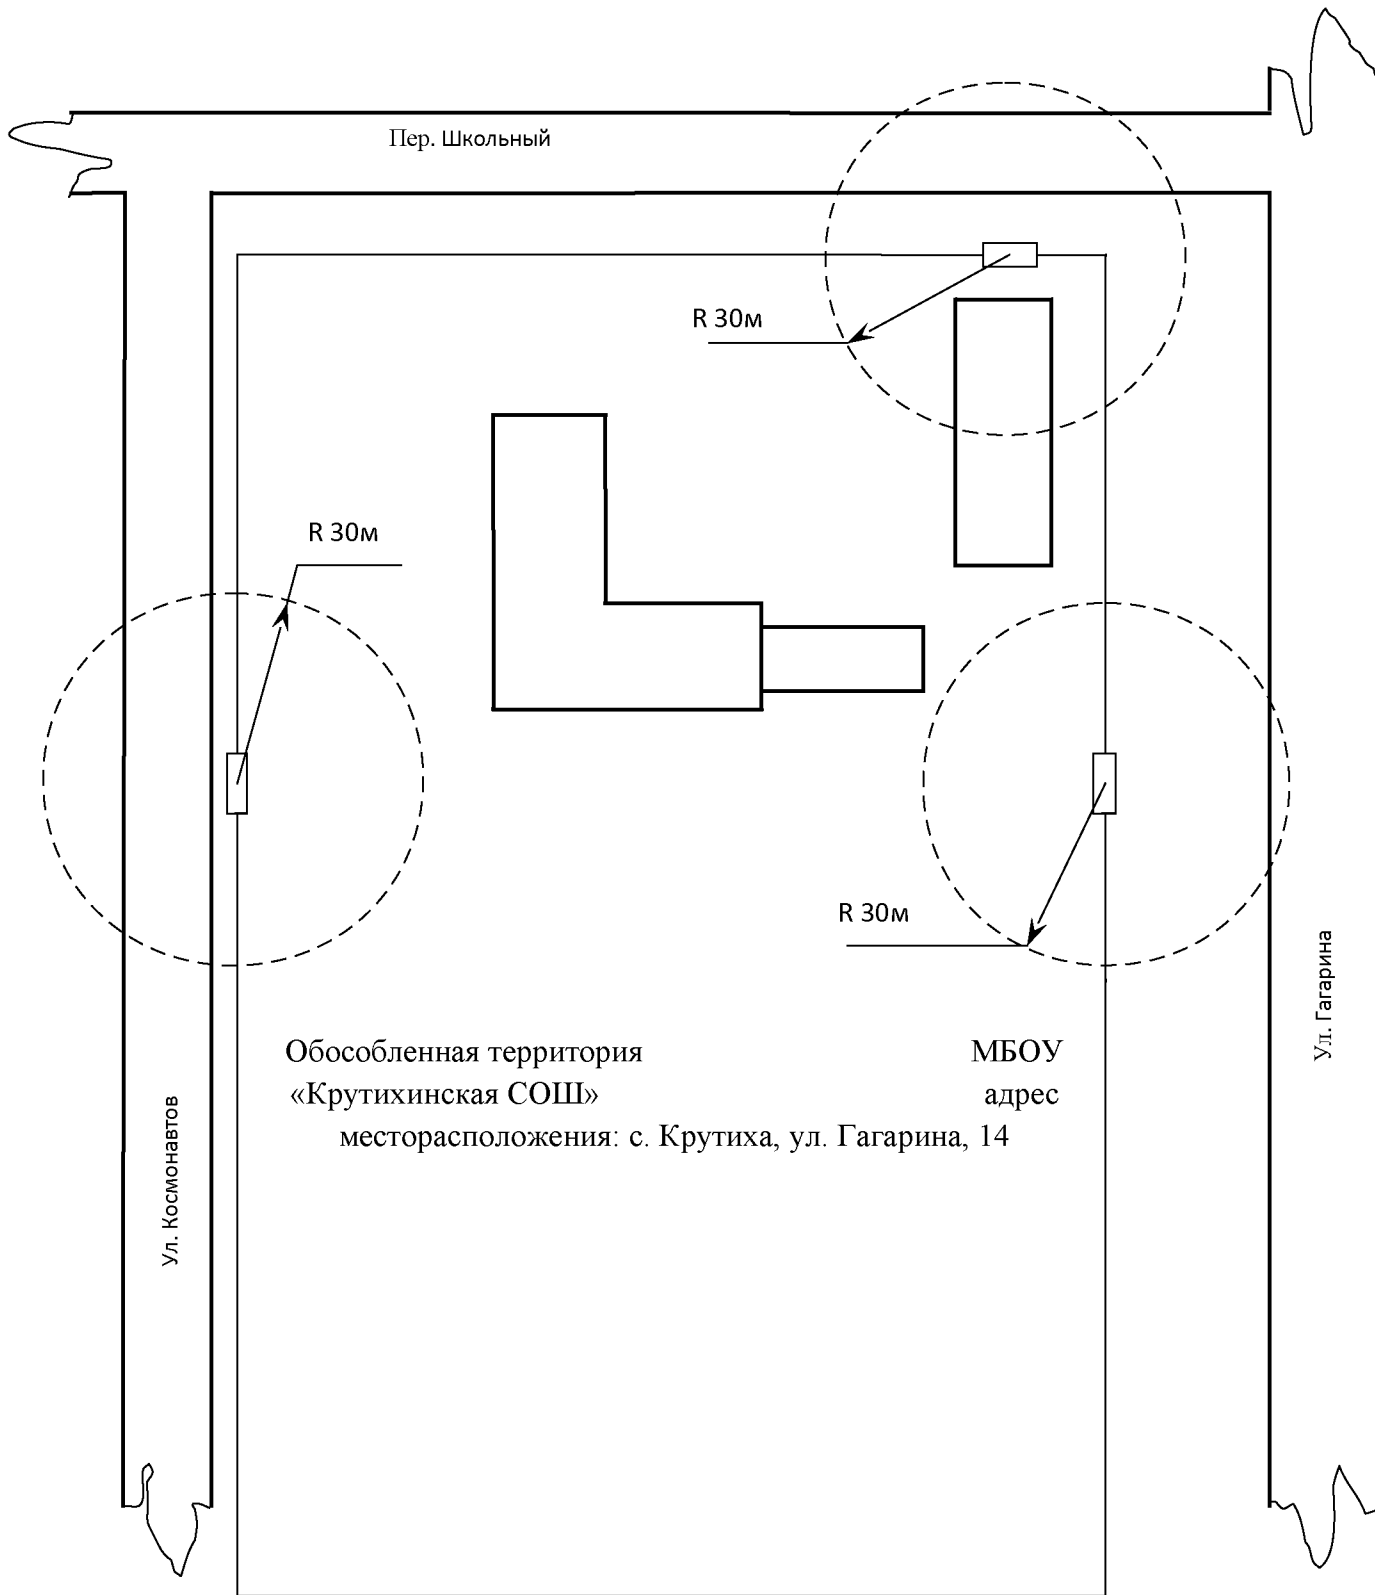 Пер. Школьный
R 30м
R 30м
R 30м
Ул. Гагарина
Обособленная территория МБОУ
«Крутихинская СОШ» адрес
месторасположения: с. Крутиха, ул. Гагарина, 14
Ул. Космонавтов